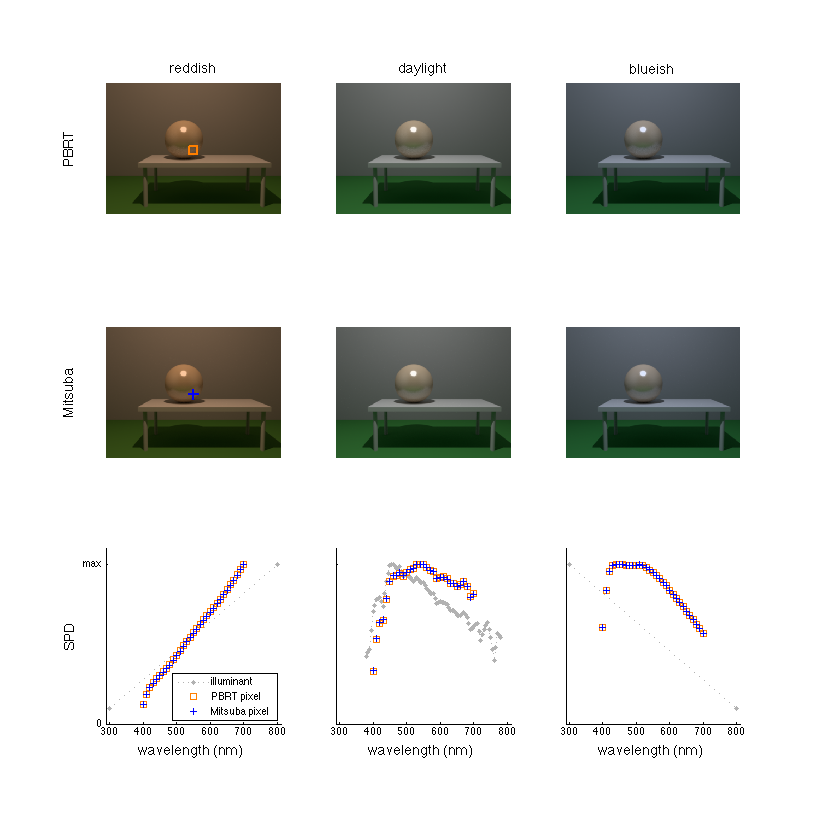 reddish daylight blueish
PBRT
Mitsuba
SPD
max
0
illuminant
PBRT pixel
Mitsuba pixel
300 400 500 600 700 800
wavelength (nm)
300 400 500 600 700 800
wavelength (nm)
300 400 500 600 700 800
wavelength (nm)